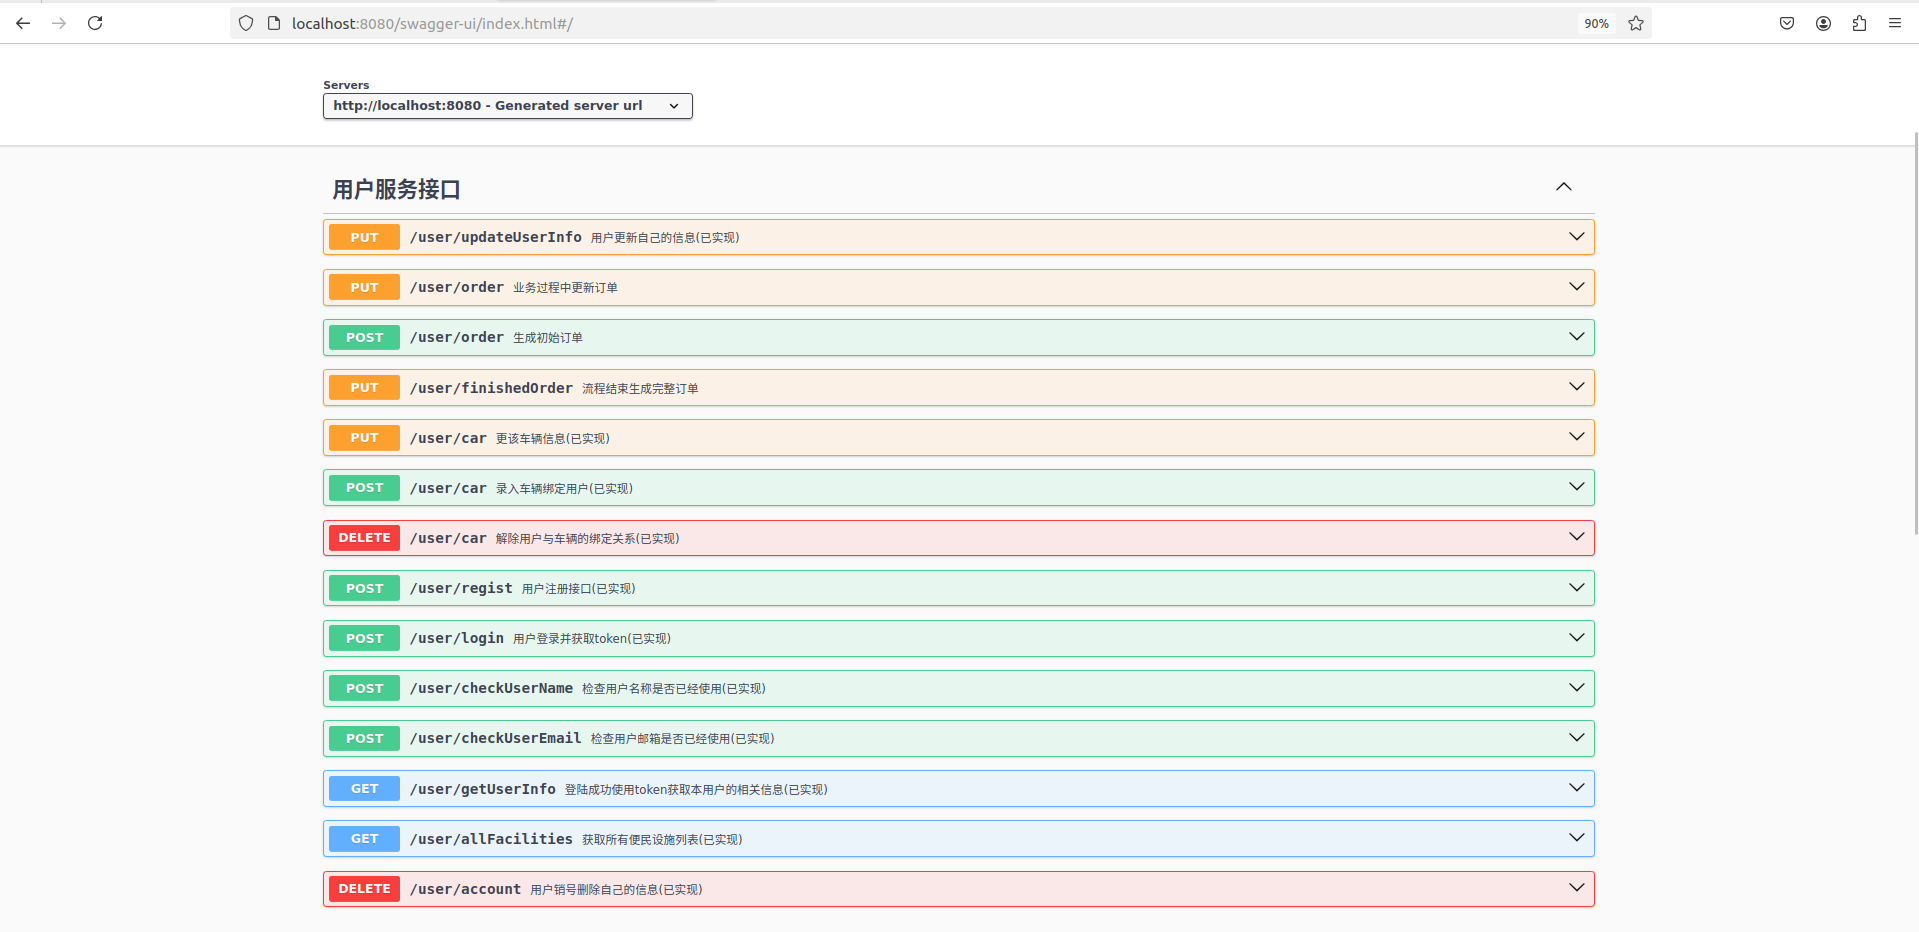 localhost:8080/swagger-ui/index.html#/
90%
Servers
http://localhost:8080 - Generated server url
用户服务接口
PUT /user/updateUserInfo 用户更新自己的信息(已实现)
PUT /user/order 业务过程中更新订单
POST /user/order 生成初始订单
PUT /user/finishedOrder 流程结束生成完整订单
PUT /user/car 更该车辆信息(已实现)
POST /user/car 录入车辆绑定用户(已实现)
DELETE /user/car 解除用户与车辆的绑定关系(已实现)
POST /user/regist 用户注册接口(已实现)
POST /user/login 用户登录并获取token(已实现)
POST /user/checkUserName 检查用户名称是否已经使用(已实现)
POST /user/checkUserEmail 检查用户邮箱是否已经使用(已实现)
GET /user/getUserInfo 登陆成功使用token获取本用户的相关信息(已实现)
GET /user/allFacilities 获取所有便民设施列表(已实现)
DELETE /user/account 用户销号删除自己的信息(已实现)